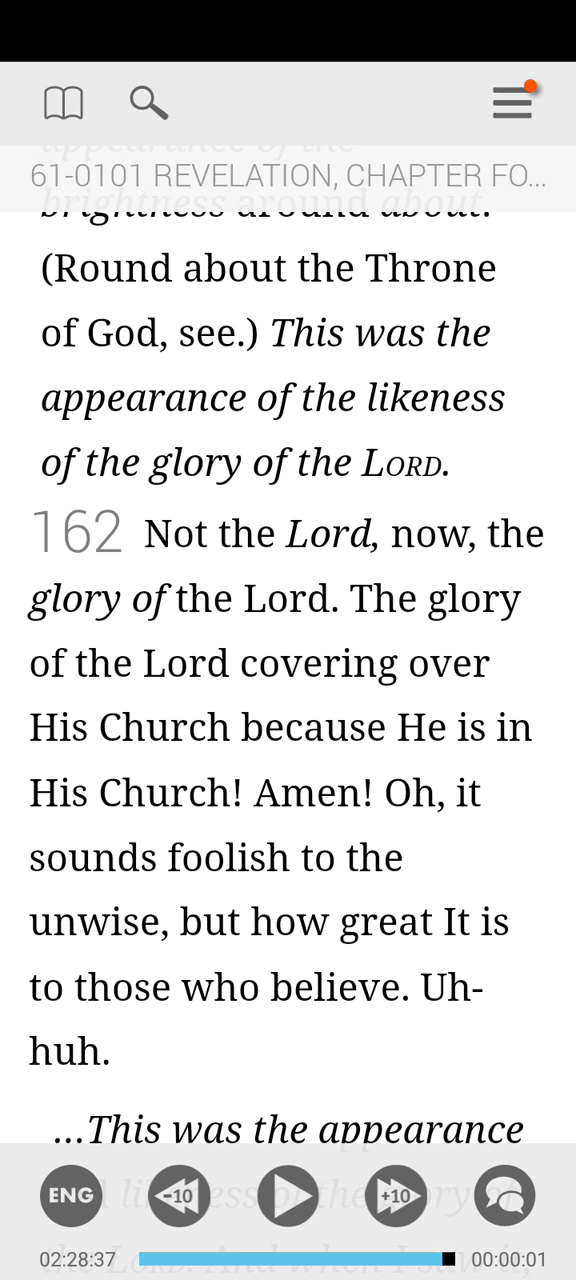 61-0101 REVELATION, CHAPTER FO...
brightness around about.
(Round about the Throne
of God, see.) This was the
appearance of the likeness
of the glory of the LORD.
162 Not the Lord, now, the
glory of the Lord. The glory
of the Lord covering over
His Church because He is in
His Church! Amen! Oh, it
sounds foolish to the
unwise, but how great It is
to those who believe. Uh-
huh.
...This was the appearance
ENG -10 +10
02:28:37 00:00:01